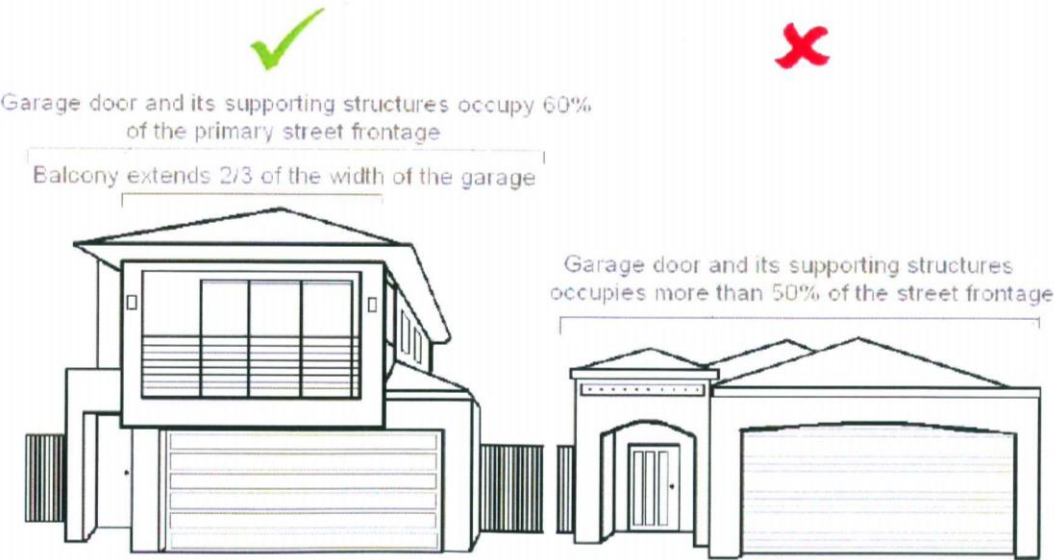 Garage door and its supporting structures occupy 60%
of the primary street frontage
Balcony extends 2/3 of the width of the garage
Garage door and its supporting structures
occupies more than 50% of the street frontage